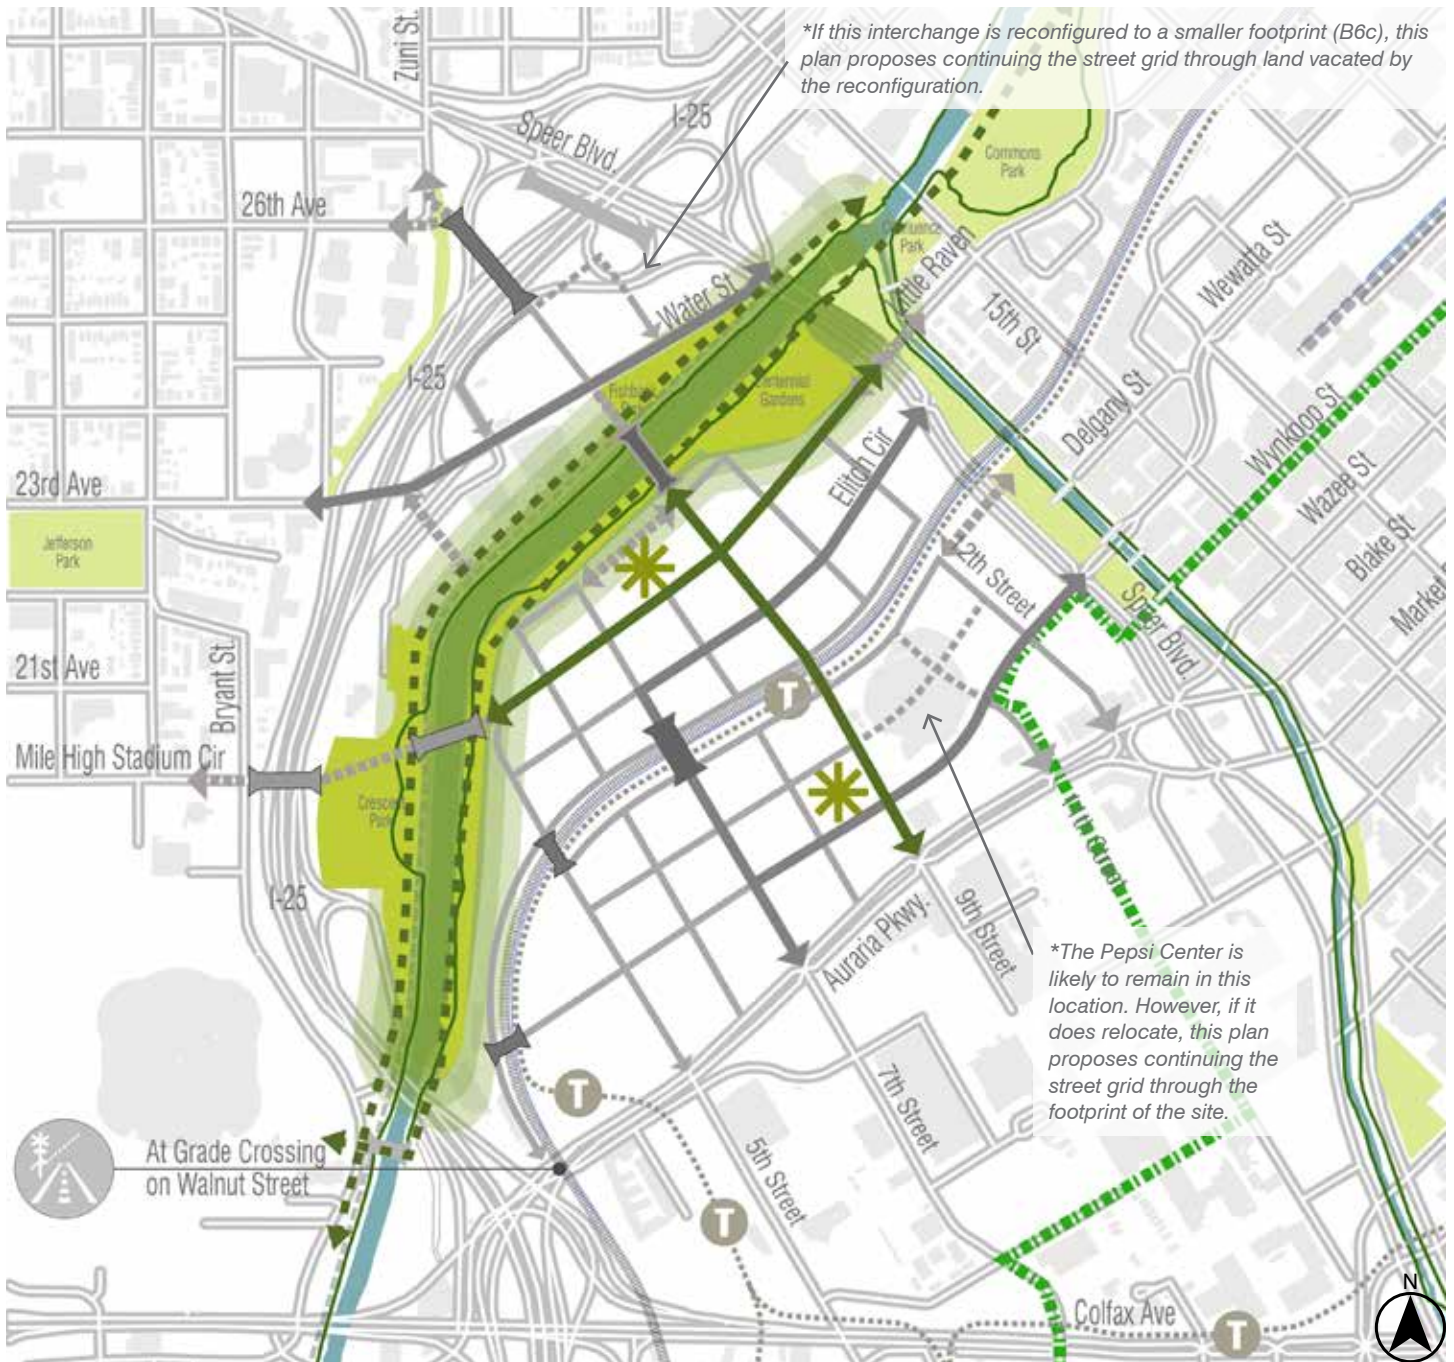 *If this interchange is reconfigured to a smaller footprint (B6c), this
plan proposes continuing the street grid through land vacated by
the reconfiguration.
Zuni St.
I-25
Speer Blvd.
Commons
Park
26th Ave
Park
Little Raven
Wewatta St
Water St
15th St
I-25
Centennial
Gardens
Delgany St
Wynkoop St
Elitch Cir
23rd Ave
Wazee St
Jefferson
Park
Blake St
12th Street
Market
Speer Blvd.
21st Ave
Bryant St.
T
Mile High Stadium Cir
Crescent
Park
I-25
9th Street
Auraria Pkwy.
*The Pepsi Center is
likely to remain in this
location. However, if it
does relocate, this plan
proposes continuing the
street grid through the
footprint of the site.
T
7th Street
At Grade Crossing
on Walnut Street
5th Street
T
N
Colfax Ave
T